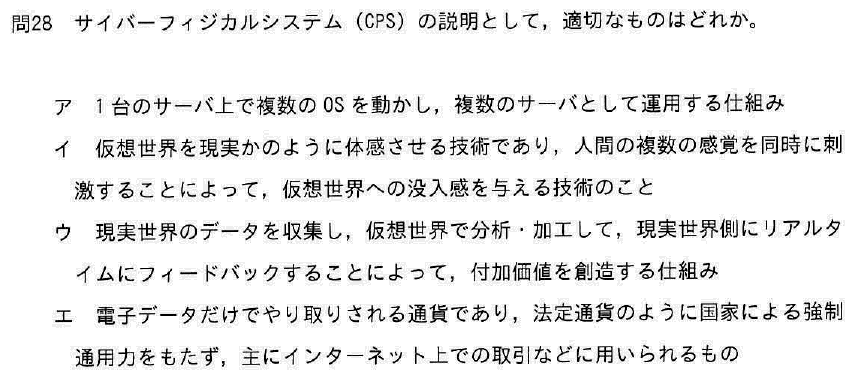 問28　サイバーフィジカルシステム（CPS）の説明として，適切なものはどれか。
ア　1台のサーバ上で複数のOSを動かし，複数のサーバとして運用する仕組み
イ　仮想世界を現実かのように体感させる技術であり，人間の複数の感覚を同時に刺
激することによって，仮想世界への没入感を与える技術のこと
ウ　現実世界のデータを収集し，仮想世界で分析・加工して，現実世界側にリアルタ
イムにフィードバックすることによって，付加価値を創造する仕組み
エ　電子データだけでやり取りされる通貨であり，法定通貨のように国家による強制
通用力をもたず，主にインターネット上での取引などに用いられるもの